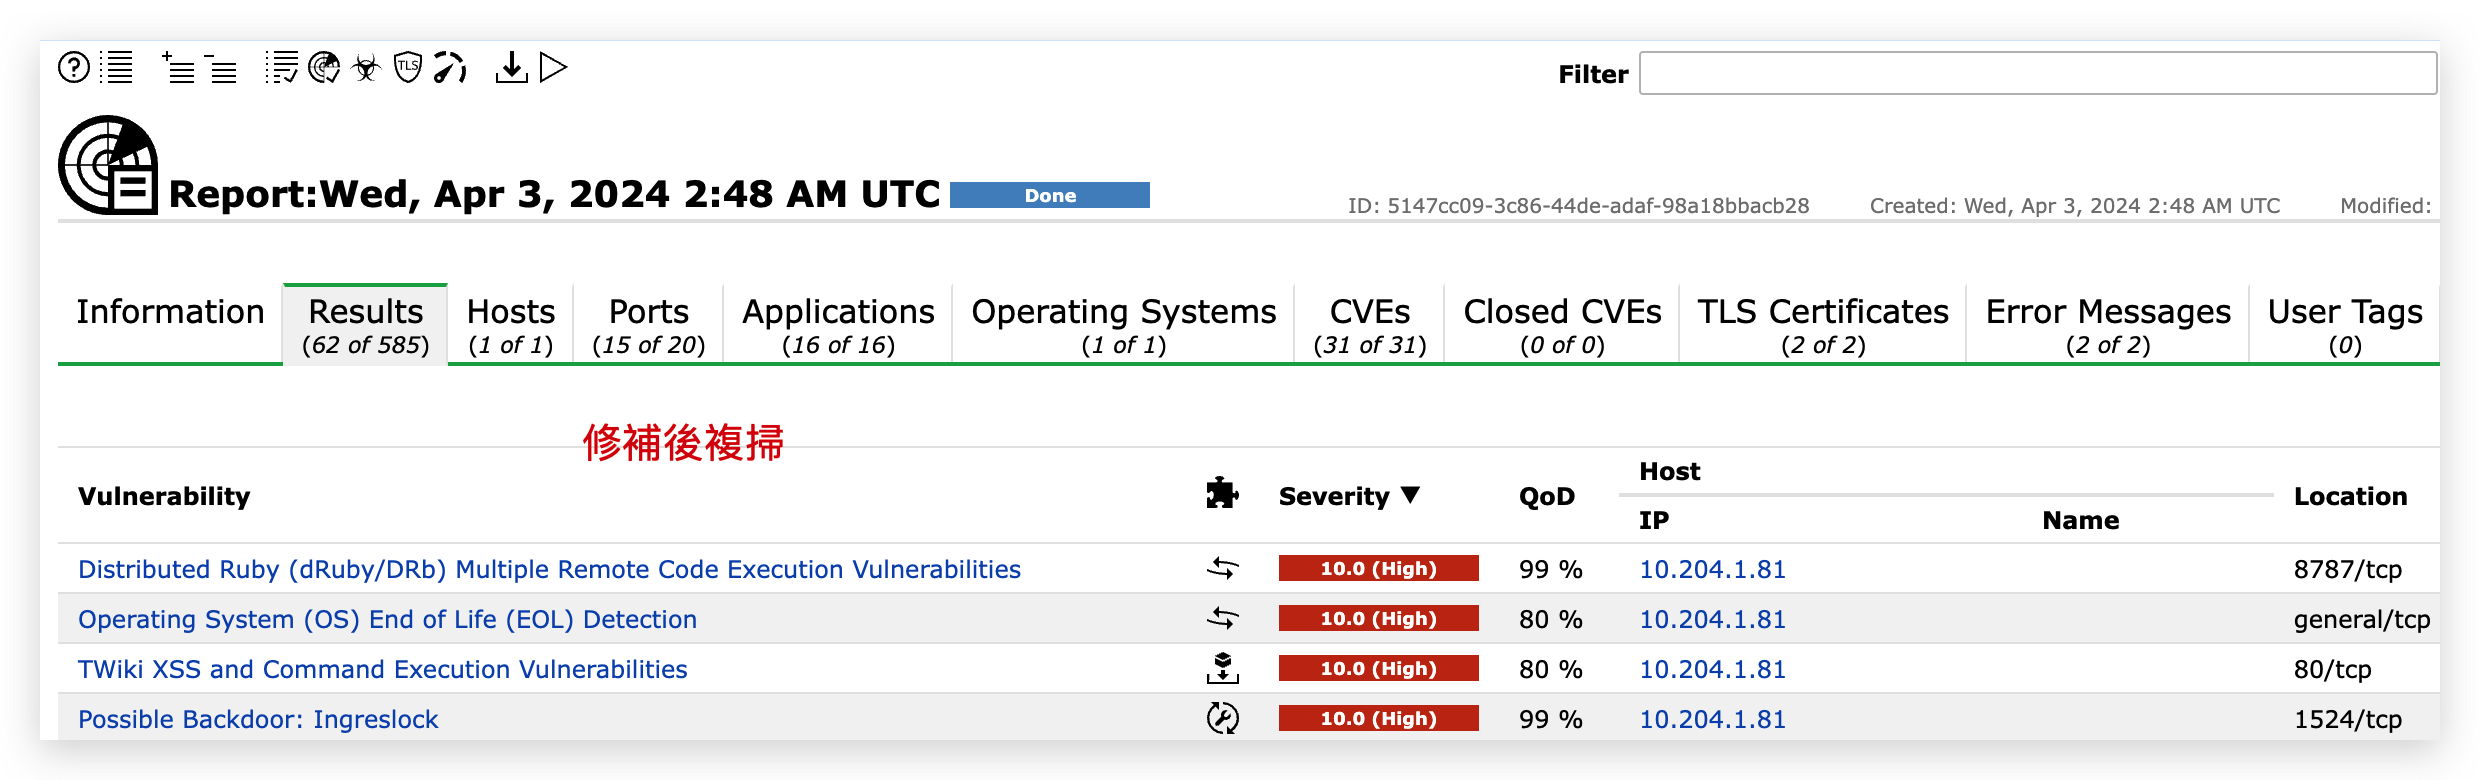 TLS
Filter
Report:Wed, Apr 3, 2024 2:48 AM UTC
Done
ID: 5147cc09-3c86-44de-adaf-98a18bbacb28 Created: Wed, Apr 3, 2024 2:48 AM UTC Modified:
Information Results Hosts Ports Applications Operating Systems CVEs Closed CVEs TLS Certificates Error Messages User Tags
(62 of 585) (1 of 1) (15 of 20) (16 of 16) (1 of 1) (31 of 31) (0 of 0) (2 of 2) (2 of 2) (0)
修補後複掃
Vulnerability Severity ▼ QoD Host Location
IP Name
Distributed Ruby (dRuby/DRb) Multiple Remote Code Execution Vulnerabilities 10.0 (High) 99 % 10.204.1.81 8787/tcp
Operating System (OS) End of Life (EOL) Detection 10.0 (High) 80 % 10.204.1.81 general/tcp
TWiki XSS and Command Execution Vulnerabilities 10.0 (High) 80 % 10.204.1.81 80/tcp
Possible Backdoor: Ingreslock 10.0 (High) 99 % 10.204.1.81 1524/tcp